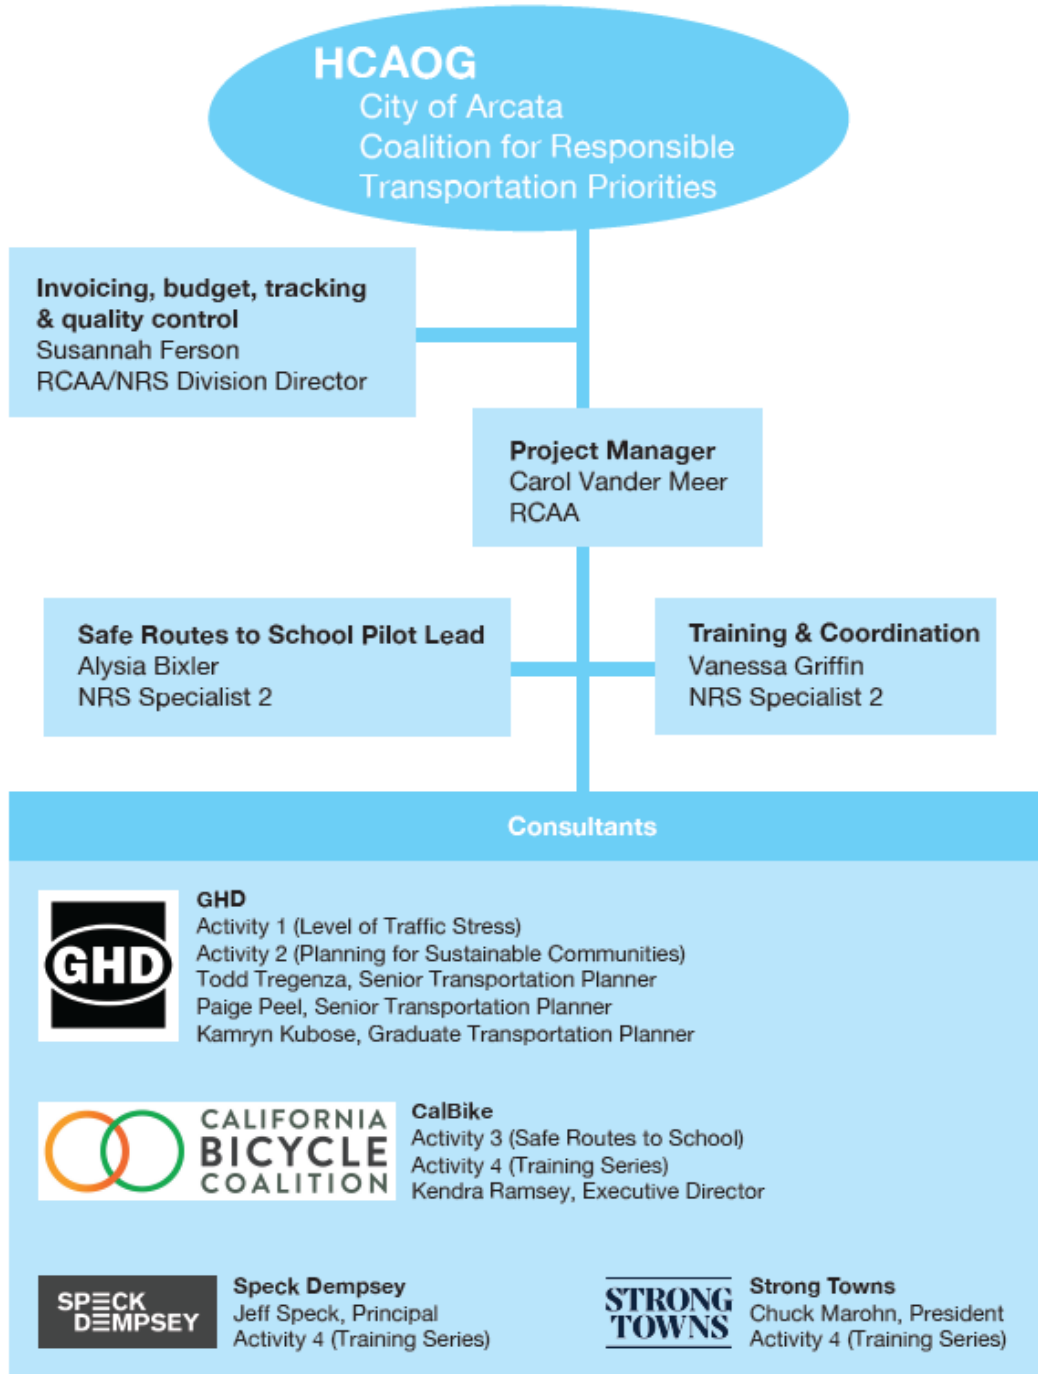 HCAOG
City of Arcata
Coalition for Responsible
Transportation Priorities
Invoicing, budget, tracking
& quality control
Susannah Ferson
RCAA/NRS Division Director
Project Manager
Carol Vander Meer
RCAA
Safe Routes to School Pilot Lead
Alysia Bixler
NRS Specialist 2
Training & Coordination
Vanessa Griffin
NRS Specialist 2
Consultants
GHD
GHD
Activity 1 (Level of Traffic Stress)
Activity 2 (Planning for Sustainable Communities)
Todd Tregenza, Senior Transportation Planner
Paige Peel, Senior Transportation Planner
Kamryn Kubose, Graduate Transportation Planner
CALIFORNIA
BICYCLE
COALITION
CalBike
Activity 3 (Safe Routes to School)
Activity 4 (Training Series)
Kendra Ramsey, Executive Director
SPECK
DEMPSEY
Speck Dempsey
Jeff Speck, Principal
Activity 4 (Training Series)
STRONG
TOWNS
Strong Towns
Chuck Marohn, President
Activity 4 (Training Series)